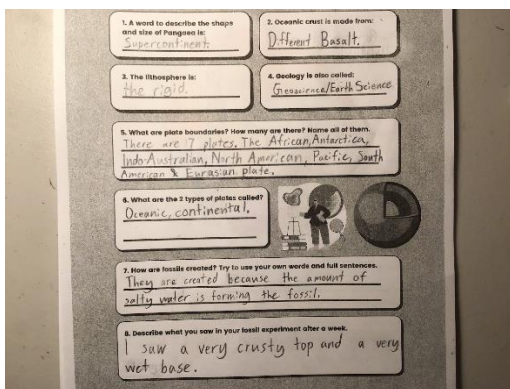 1. A word to describe the shape
and size of Pangaea is:
Supercontinent.
2. Oceanic crust is made from:
Different Basalt.
3. The lithosphere is:
the rigid.
4. Geology is also called:
Geoscience/Earth Science
5. What are plate boundaries? How many are there? Name all of them.
There are 7 plates. The African, Antarctica,
Indo-Australian, North American, Pacific, South
American & Eurasian plate.
6. What are the 2 types of plates called?
Oceanic, continental.
7. How are fossils created? Try to use your own words and full sentences.
They are created because the amount of
salty water is forming the fossil.
8. Describe what you saw in your fossil experiment after a week.
I saw a very crusty top and a very
wet base.